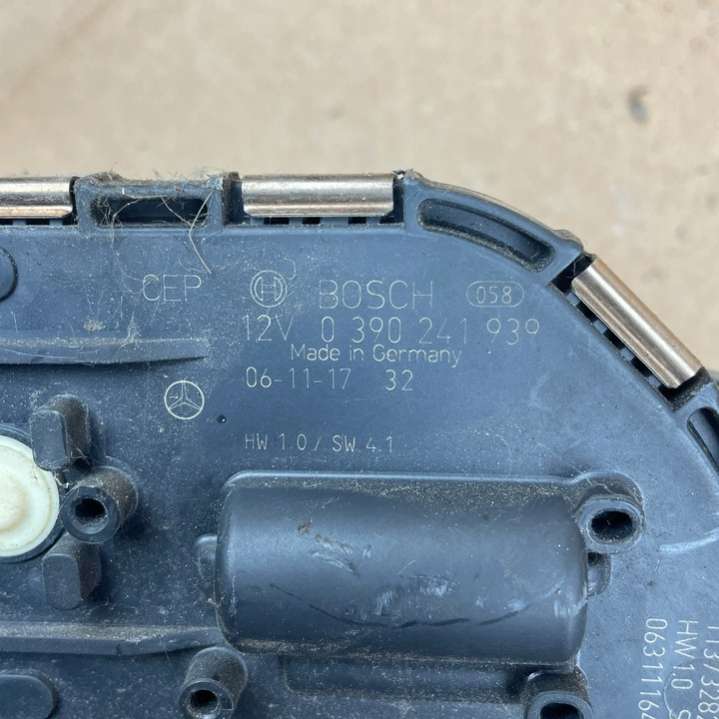 CEP BOSCH 058
12V 0 390 241 939
Made in Germany
06-11-17 32
HW 1.0 / SW 4.1
HW1.0